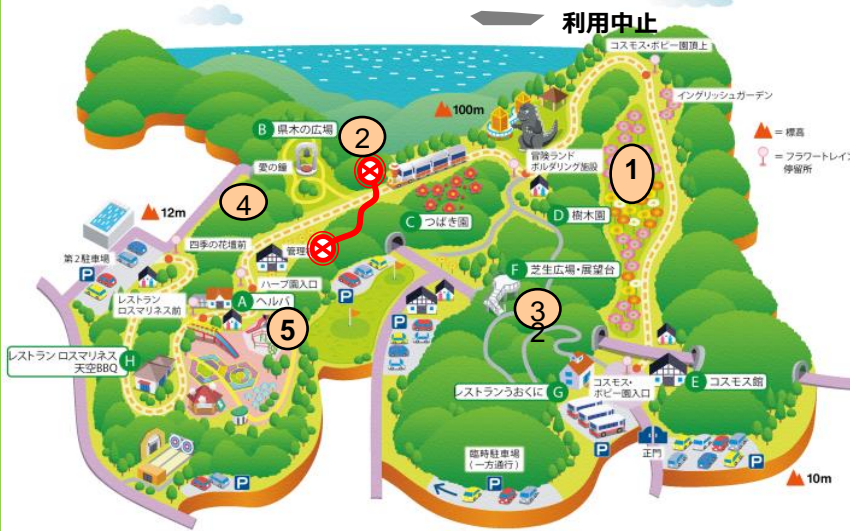 利用中止
コスモス・ポピー園頂上
イングリッシュガーデン
100m
= 標高
= フラワートレイン
停留所
B 県木の広場
2
愛の鐘
冒険ランド
ボルダリング施設
1
4
12m
D 樹木園
C つばき園
四季の花壇前
管理
第2駐車場
P
F 芝生広場・展望台
ハーブ園入口
P
A ヘルバ
レストラン
ロスマリネス前
5
3
2
P
レストラン ロスマリネス
天空BBQ
H
レストランうおくに G
コスモス・
ポピー園入口
E コスモス館
臨時駐車場
(一方通行)
正門
P
P
P
P
10m